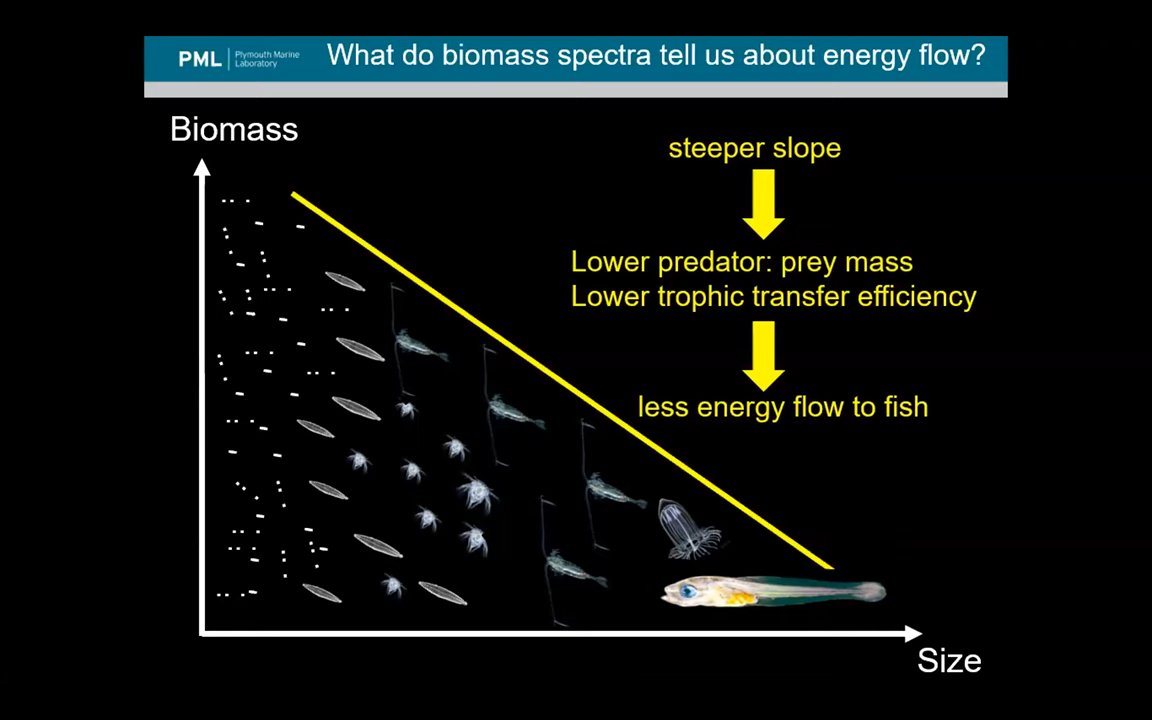 PML
Plymouth Marine
Laboratory
What do biomass spectra tell us about energy flow?
Biomass
steeper slope
Lower predator: prey mass
Lower trophic transfer efficiency
less energy flow to fish
Size